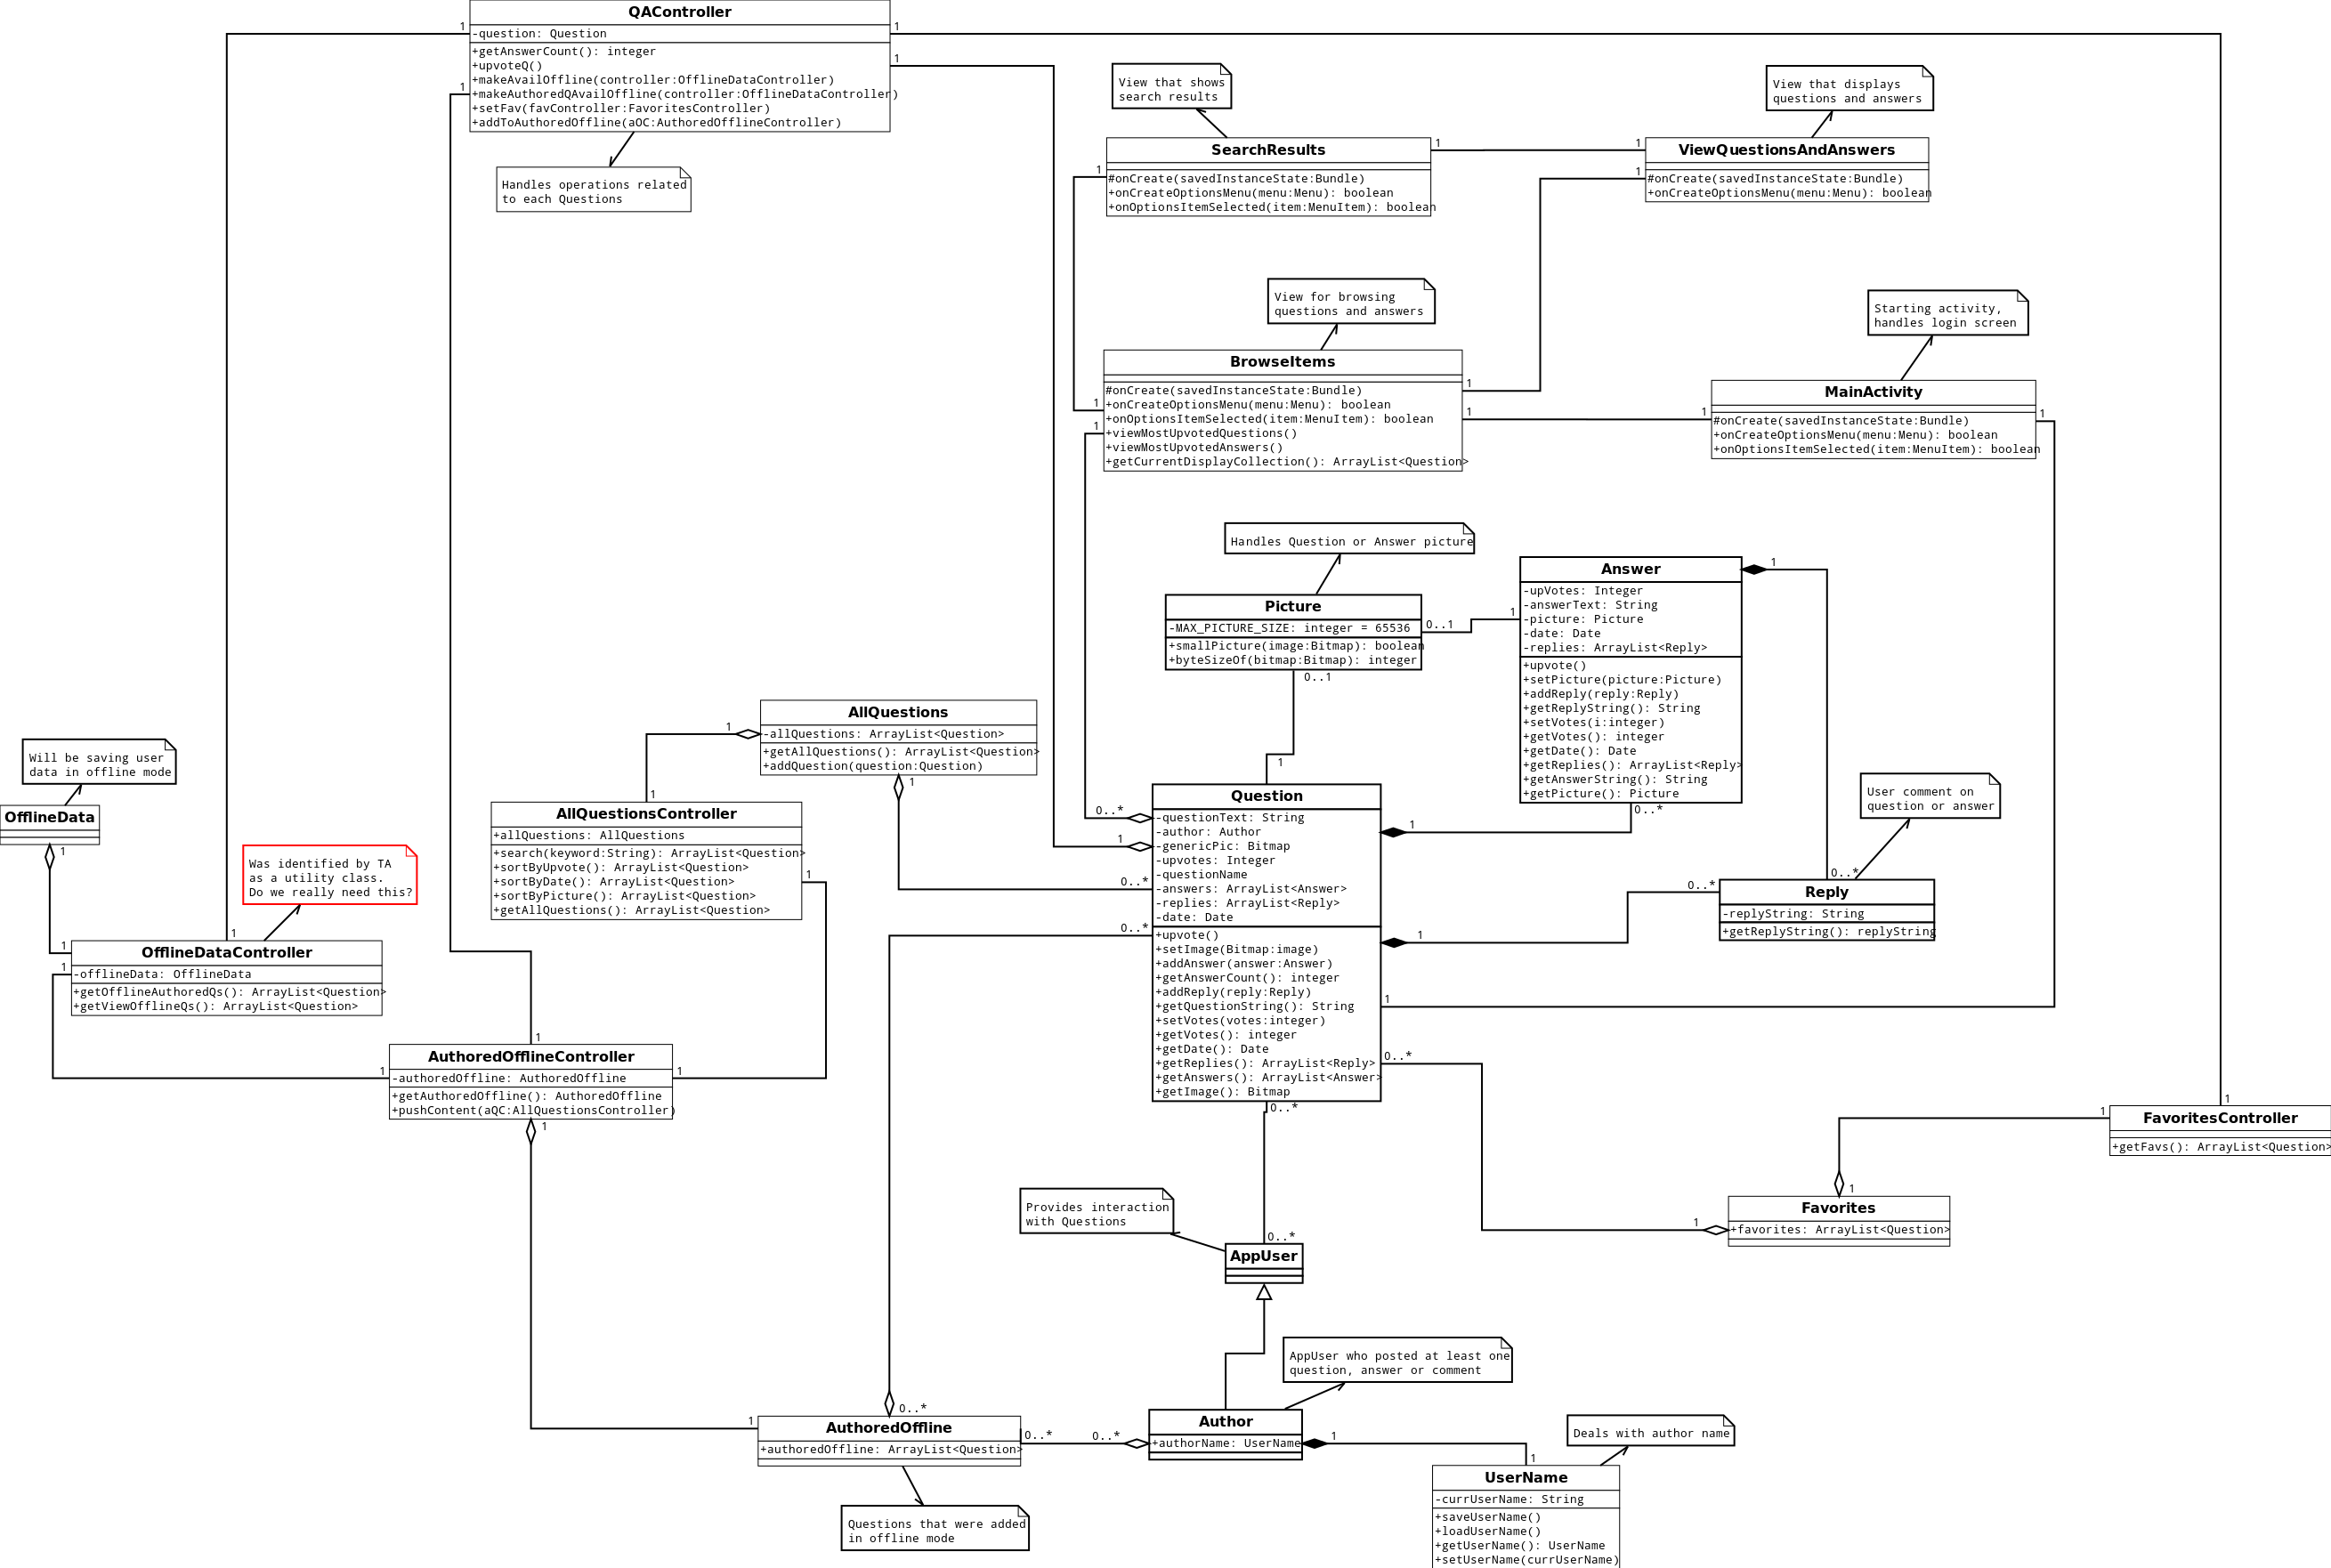 QAController
-question: Question
+getAnswerCount(): integer
+upvoteQ()
+makeAvailOffline(controller:OfflineDataController)
+makeAuthoredQAvailOffline(controller:OfflineDataController)
+setFav(favController:FavoritesController)
+addToAuthoredOffline(aOC:AuthoredOfflineController)
1
1
1
1
Handles operations related
to each Questions
View that shows
search results
View that displays
questions and answers
SearchResults
#onCreate(savedInstanceState:Bundle)
+onCreateOptionsMenu(menu:Menu): boolean
+onOptionsItemSelected(item:MenuItem): boolean
1
1
ViewQuestionsAndAnswers
#onCreate(savedInstanceState:Bundle)
+onCreateOptionsMenu(menu:Menu): boolean
1
1
View for browsing
questions and answers
Starting activity,
handles login screen
BrowseItems
#onCreate(savedInstanceState:Bundle)
+onCreateOptionsMenu(menu:Menu): boolean
+onOptionsItemSelected(item:MenuItem): boolean
+viewMostUpvotedQuestions()
+viewMostUpvotedAnswers()
+getCurrentDisplayCollection(): ArrayList<Question>
1
1
1
1
MainActivity
#onCreate(savedInstanceState:Bundle)
+onCreateOptionsMenu(menu:Menu): boolean
+onOptionsItemSelected(item:MenuItem): boolean
1
1
Handles Question or Answer picture
Picture
-MAX_PICTURE_SIZE: integer = 65536
+smallPicture(image:Bitmap): boolean
+byteSizeOf(bitmap:Bitmap): integer
0..1
0..1
Answer
-upVotes: Integer
-answerText: String
-picture: Picture
-date: Date
-replies: ArrayList<Reply>
+upvote()
+setPicture(picture:Picture)
+addReply(reply:Reply)
+getReplyString(): String
+setVotes(i:integer)
+getVotes(): integer
+getDate(): Date
+getReplies(): ArrayList<Reply>
+getAnswerString(): String
+getPicture(): Picture
1
1
0..*
AllQuestions
-allQuestions: ArrayList<Question>
+getAllQuestions(): ArrayList<Question>
+addQuestion(question:Question)
1
1
Will be saving user
data in offline mode
OfflineData
1
AllQuestionsController
+allQuestions: AllQuestions
+search(keyword:String): ArrayList<Question>
+sortByUpvote(): ArrayList<Question>
+sortByDate(): ArrayList<Question>
+sortByPicture(): ArrayList<Question>
+getAllQuestions(): ArrayList<Question>
1
1
Was identified by TA
as a utility class.
Do we really need this?
Question
-questionText: String
-author: Author
-genericPic: Bitmap
-upvotes: Integer
-questionName
-answers: ArrayList<Answer>
-replies: ArrayList<Reply>
-date: Date
+upvote()
+setImage(Bitmap:image)
+addAnswer(answer:Answer)
+getAnswerCount(): integer
+addReply(reply:Reply)
+getQuestionString(): String
+setVotes(votes:integer)
+getVotes(): integer
+getDate(): Date
+getReplies(): ArrayList<Reply>
+getAnswers(): ArrayList<Answer>
+getImage(): Bitmap
1
0..*
1
0..*
0..*
1
1
1
0..*
0..*
User comment on
question or answer
Reply
-replyString: String
+getReplyString(): replyString
0..*
0..*
OfflineDataController
-offlineData: OfflineData
+getOfflineAuthoredQs(): ArrayList<Question>
+getViewOfflineQs(): ArrayList<Question>
1
1
1
AuthoredOfflineController
-authoredOffline: AuthoredOffline
+getAuthoredOffline(): AuthoredOffline
+pushContent(aQC:AllQuestionsController)
1
1
1
1
FavoritesController
+getFavs(): ArrayList<Question>
1
1
Favorites
+favorites: ArrayList<Question>
1
1
Provides interaction
with Questions
AppUser
0..*
AppUser who posted at least one
question, answer or comment
AuthoredOffline
+authoredOffline: ArrayList<Question>
1
0..*
0..*
Author
+authorName: UserName
0..*
1
Questions that were added
in offline mode
Deals with author name
UserName
-currUserName: String
+saveUserName()
+loadUserName()
+getUserName(): UserName
+setUserName(currUserName)
1